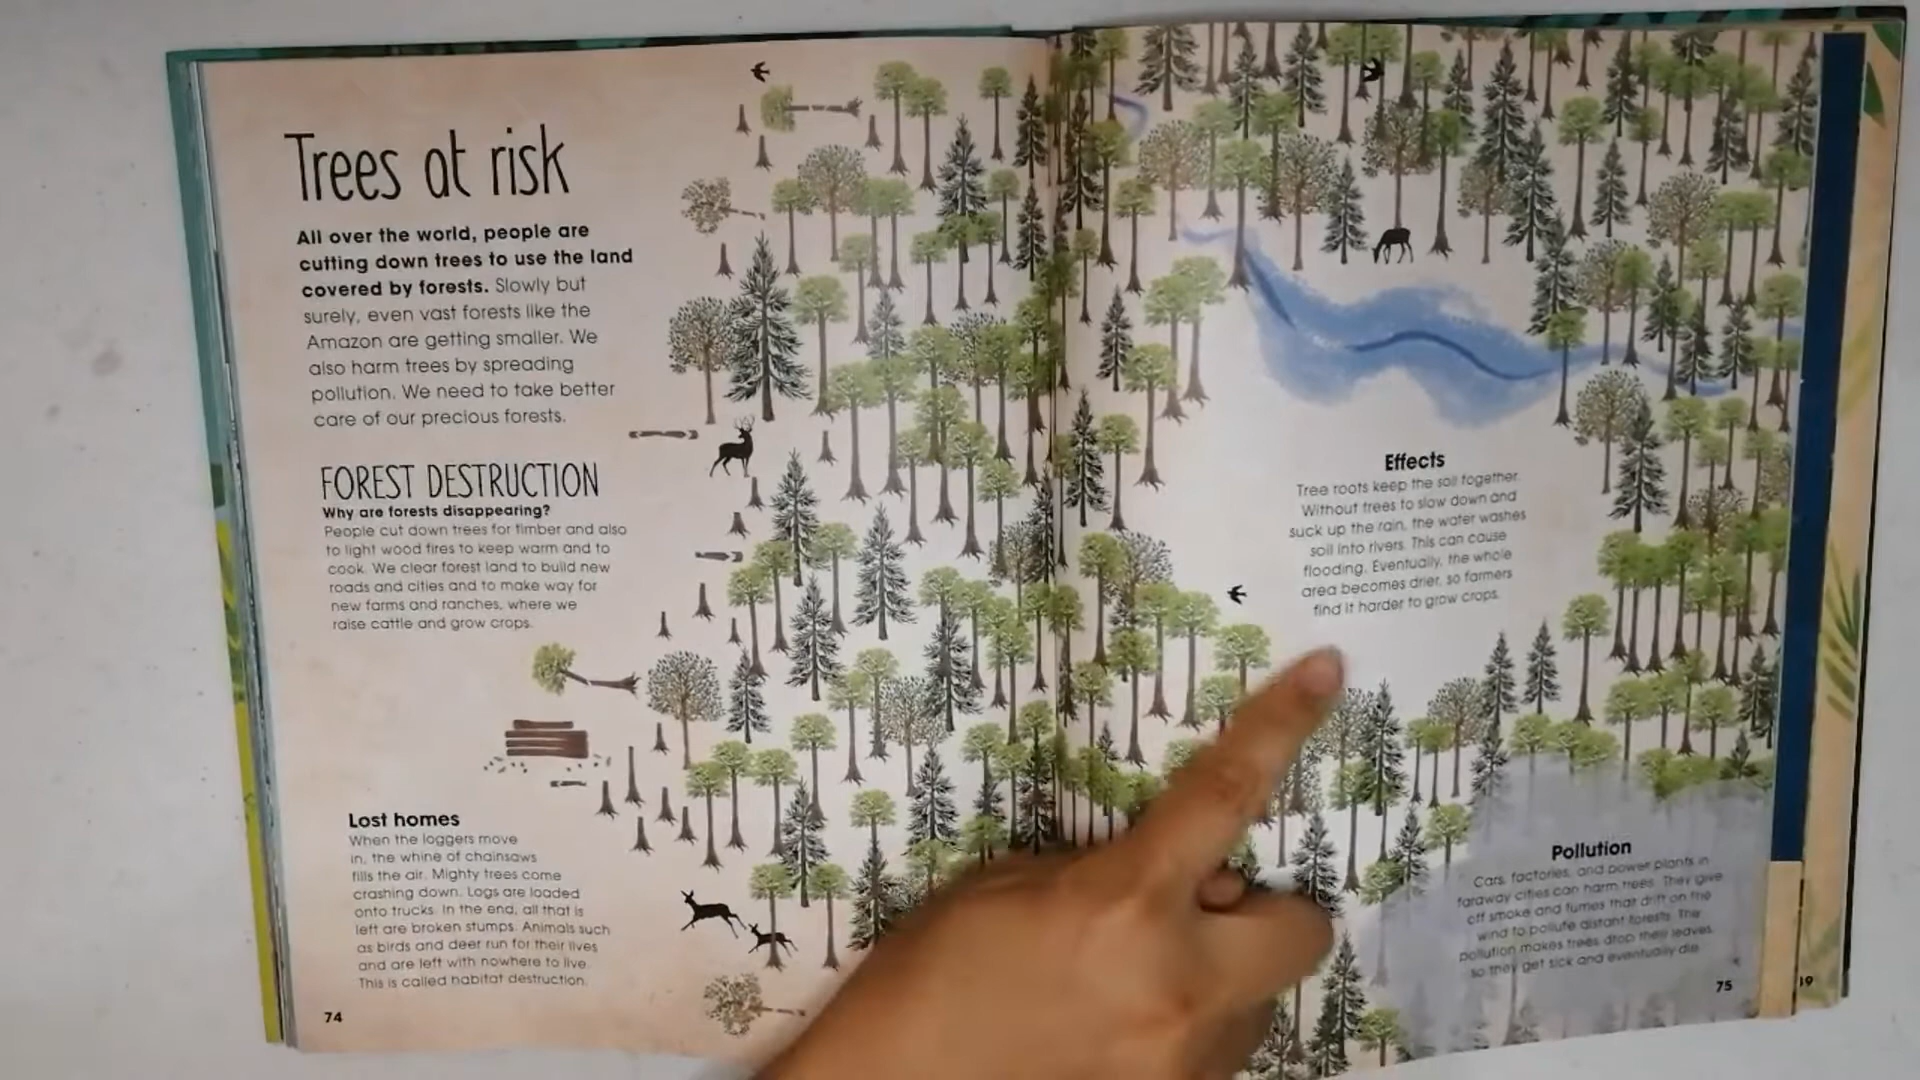 Trees at risk
All over the world, people are
cutting down trees to use the land
covered by forests. Slowly but
surely, even vast forests like the
Amazon are getting smaller. We
also harm trees by spreading
pollution. We need to take better
care of our precious forests.
FOREST DESTRUCTION
Why are forests disappearing?
People cut down trees for timber and also
to light wood fires to keep warm and to
cook. We clear forest land to build new
roads and cities and to make way for
new farms and ranches, where we
raise cattle and grow crops.
Lost homes
When the loggers move
in, the whine of chainsaws
fills the air. Mighty trees come
crashing down. Logs are loaded
onto trucks. In the end, all that is
left are broken stumps. Animals such
as birds and deer run for their lives
and are left with nowhere to live.
This is called habitat destruction.
74
Effects
Tree roots keep the soil together.
Without trees to slow down and
suck up the rain, the water washes
soil into rivers. This can cause
flooding. Eventually, the whole
area becomes drier, so farmers
find it harder to grow crops.
Pollution
Cars, factories, and power plants in
faraway cities can harm trees. They give
off smoke and fumes that drift on the
wind to pollute distant forests. The
pollution makes trees drop their leaves,
so they get sick and eventually die.
75